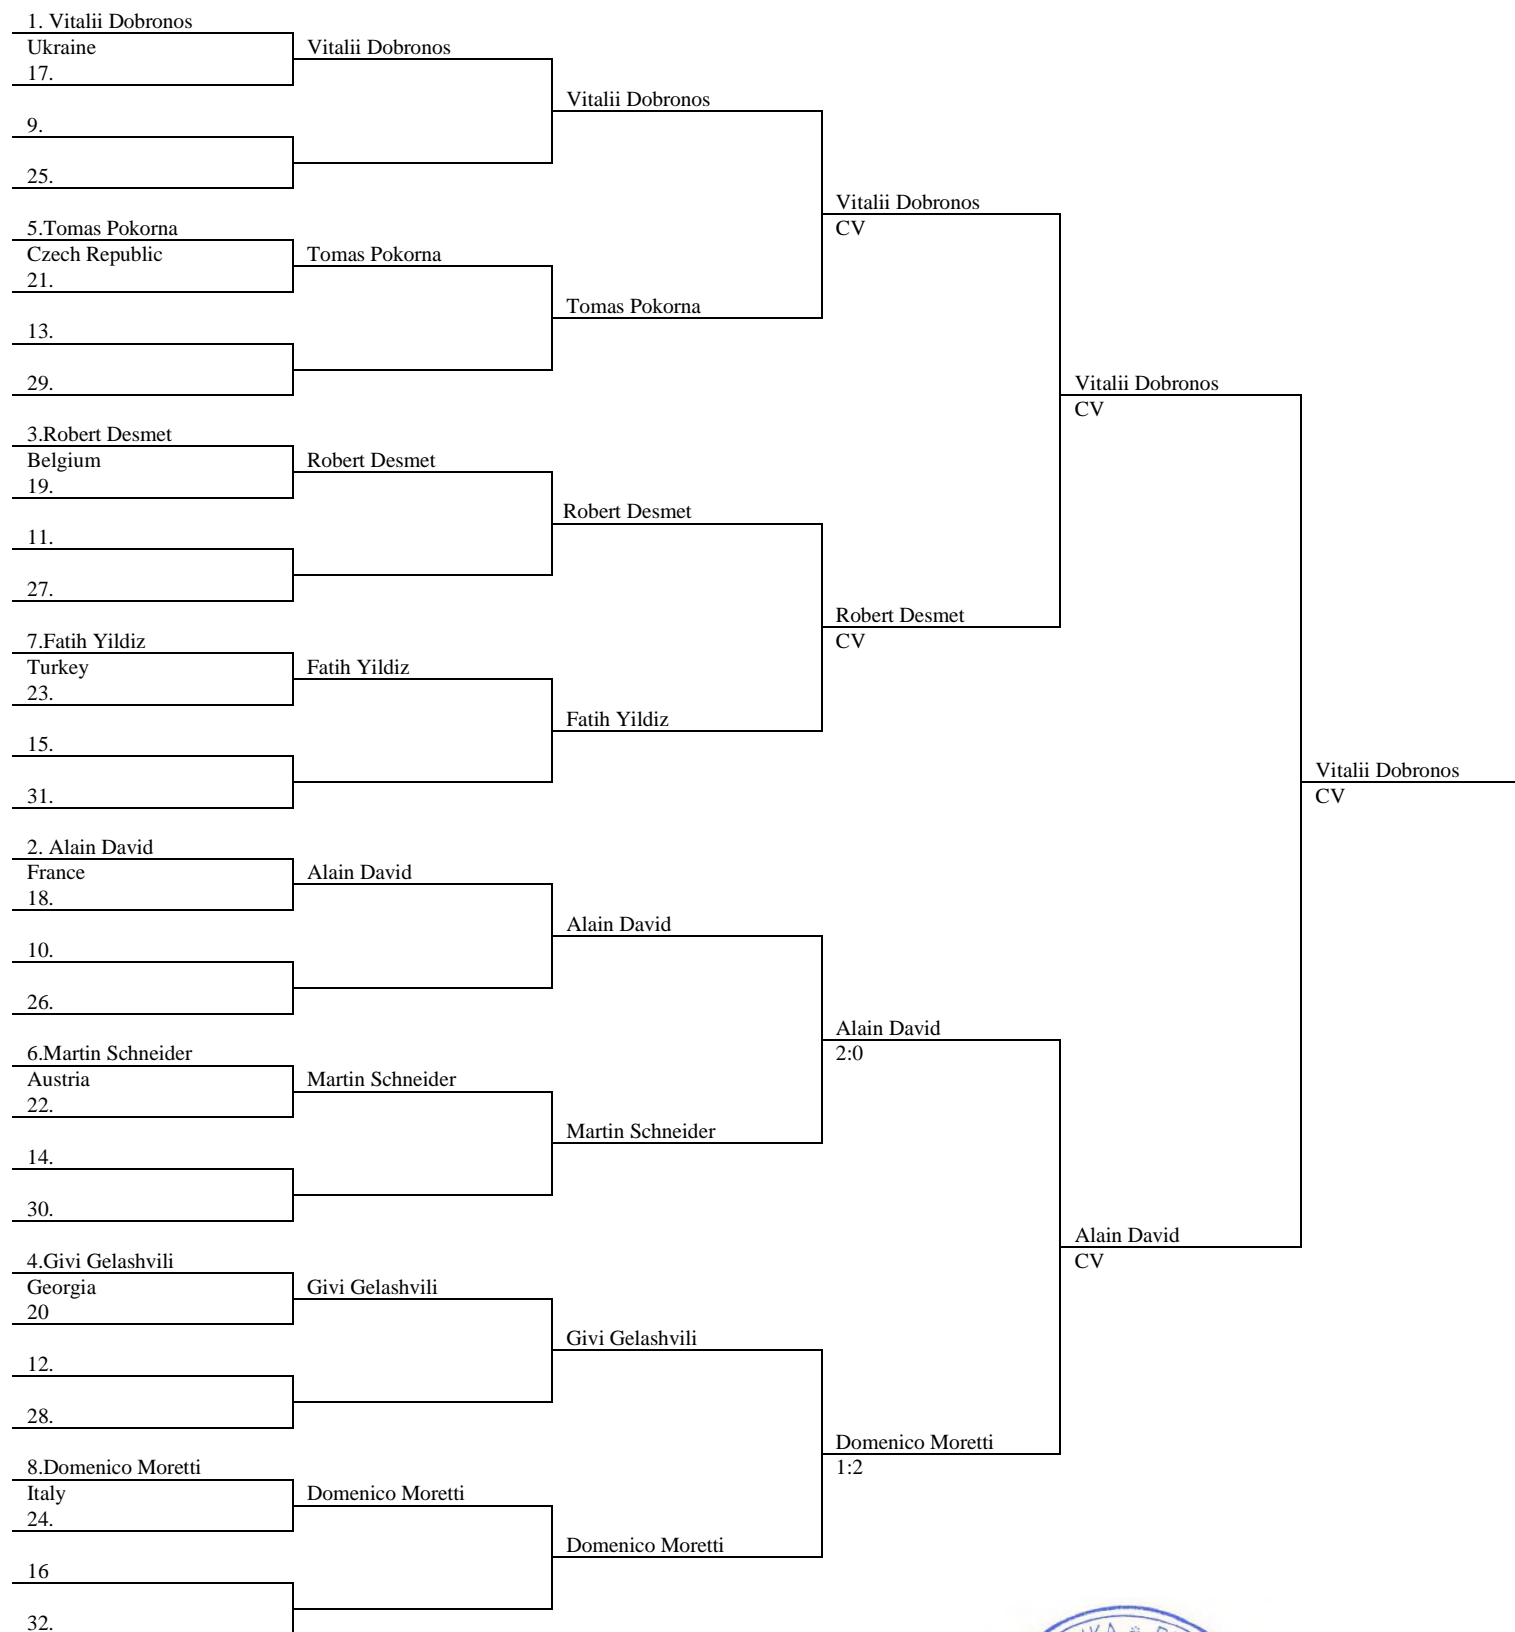 1. Vitalii Dobronos
Ukraine
17.
9.
25.
5.Tomas Pokorna
Czech Republic
21.
13.
29.
3.Robert Desmet
Belgium
19.
11.
27.
7.Fatih Yildiz
Turkey
23.
15.
31.
2. Alain David
France
18.
10.
26.
6.Martin Schneider
Austria
22.
14.
30.
4.Givi Gelashvili
Georgia
20
12.
28.
8.Domenico Moretti
Italy
24.
16
32.
Vitalii Dobronos
Tomas Pokorna
Robert Desmet
Fatih Yildiz
Alain David
Martin Schneider
Givi Gelashvili
Domenico Moretti
Vitalii Dobronos
Tomas Pokorna
Robert Desmet
Fatih Yildiz
Alain David
Martin Schneider
Givi Gelashvili
Domenico Moretti
Vitalii Dobronos
CV
Robert Desmet
CV
Alain David
2:0
Domenico Moretti
1:2
Vitalii Dobronos
CV
Alain David
CV
Vitalii Dobronos
CV